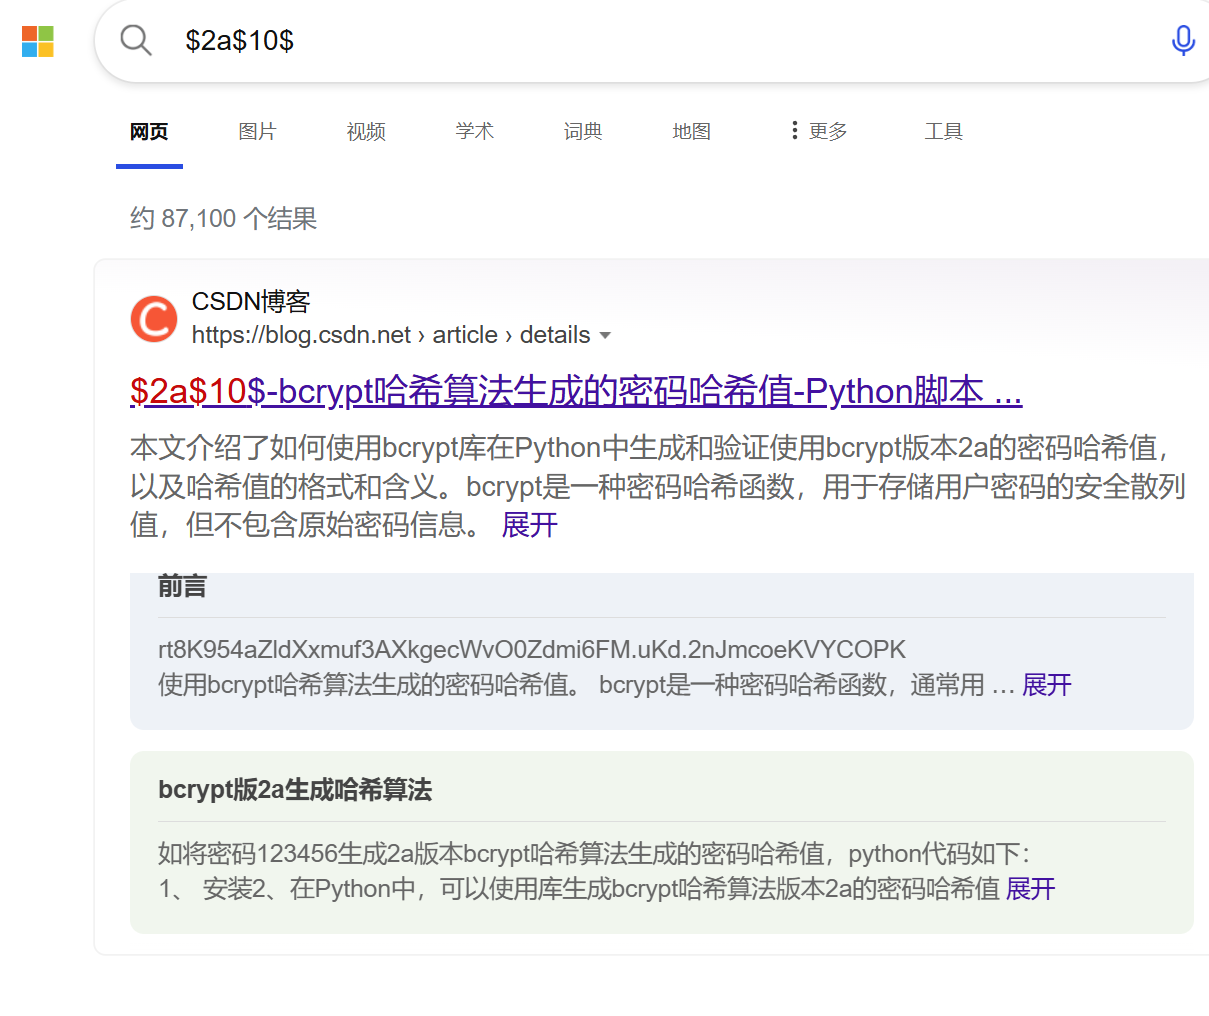 $2a$10$
网页 图片 视频 学术 词典 地图 更多 工具
约 87,100 个结果
CSDN博客
https://blog.csdn.net › article › details
$2a$10$-bcrypt哈希算法生成的密码哈希值-Python脚本 ...
本文介绍了如何使用bcrypt库在Python中生成和验证使用bcrypt版本2a的密码哈希值，
以及哈希值的格式和含义。bcrypt是一种密码哈希函数，用于存储用户密码的安全散列
值，但不包含原始密码信息。 展开
前言
rt8K954aZldXxmuf3AXkgecWvO0Zdmi6FM.uKd.2nJmcoeKVYCOPK
使用bcrypt哈希算法生成的密码哈希值。 bcrypt是一种密码哈希函数，通常用 … 展开
bcrypt版2a生成哈希算法
如将密码123456生成2a版本bcrypt哈希算法生成的密码哈希值，python代码如下：
1、 安装2、在Python中，可以使用库生成bcrypt哈希算法版本2a的密码哈希值 展开